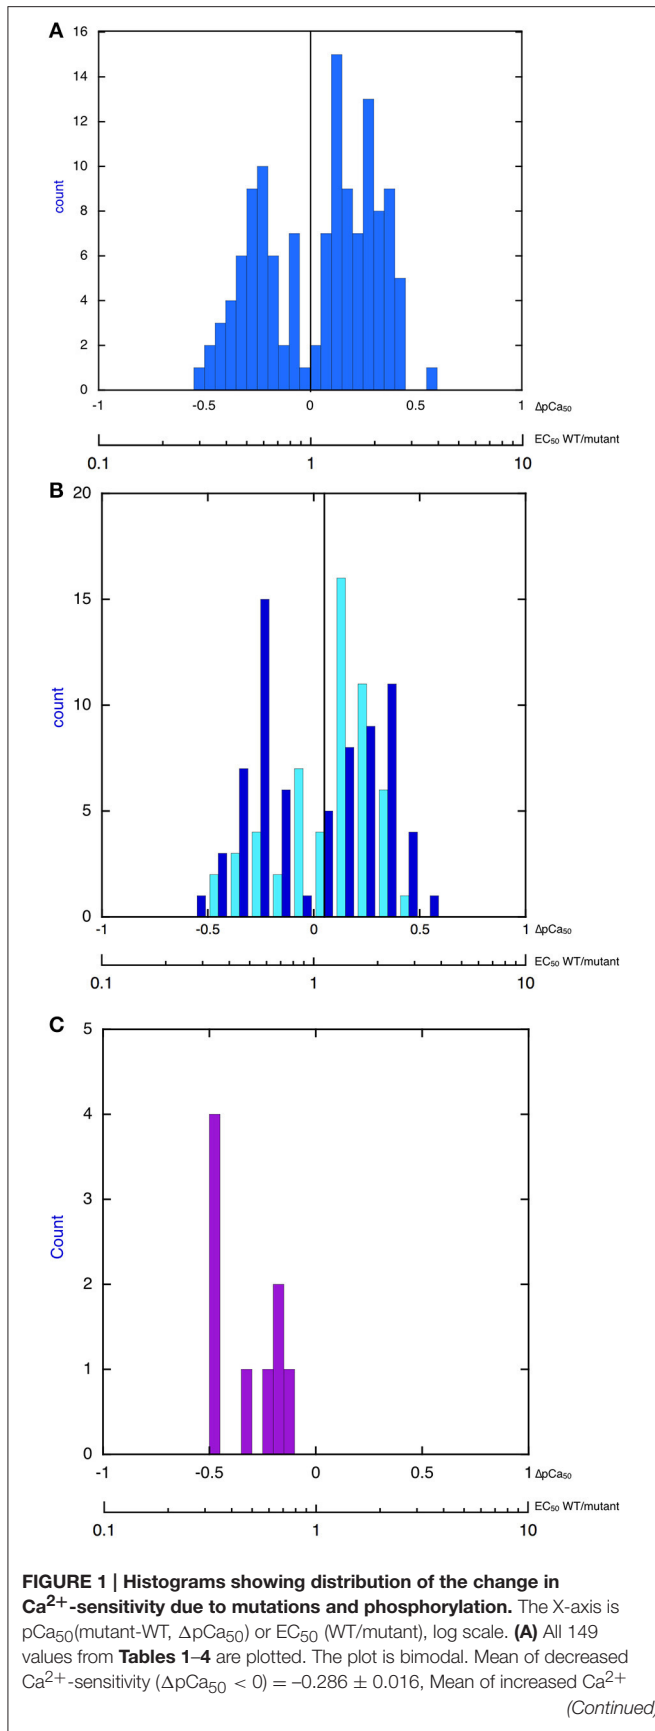 A
16
14
12
10
8
6
4
2
0
count
-1 -0.5 0 0.5 1 ΔpCa₅₀
EC₅₀ WT/mutant
0.1 1 10
B
20
15
10
5
0
count
-1 -0.5 0 0.5 1 ΔpCa₅₀
EC₅₀ WT/mutant
0.1 1 10
C
5
4
3
2
1
0
Count
-1 -0.5 0 0.5 1 ΔpCa₅₀
EC₅₀ WT/mutant
0.1 1 10
FIGURE 1 | Histograms showing distribution of the change in
Ca²⁺-sensitivity due to mutations and phosphorylation. The X-axis is
pCa₅₀(mutant-WT, ΔpCa₅₀) or EC₅₀ (WT/mutant), log scale. (A) All 149
values from Tables 1–4 are plotted. The plot is bimodal. Mean of decreased
Ca²⁺-sensitivity (ΔpCa₅₀ < 0) = –0.286 ± 0.016, Mean of increased Ca²⁺
(Continued)